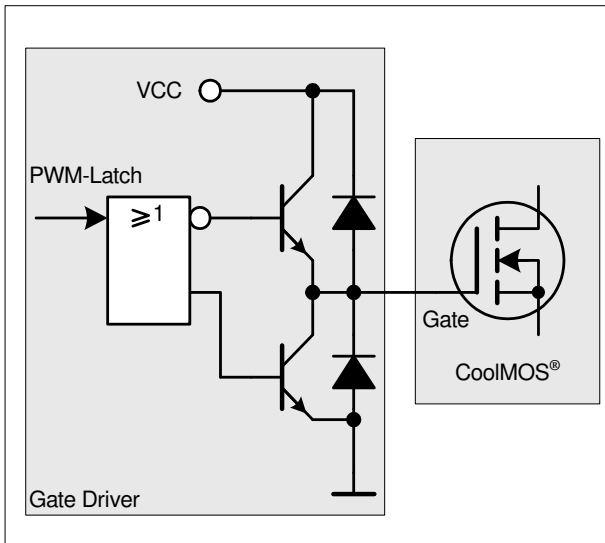 VCC
PWM-Latch
≥1
Gate
CoolMOS®
Gate Driver